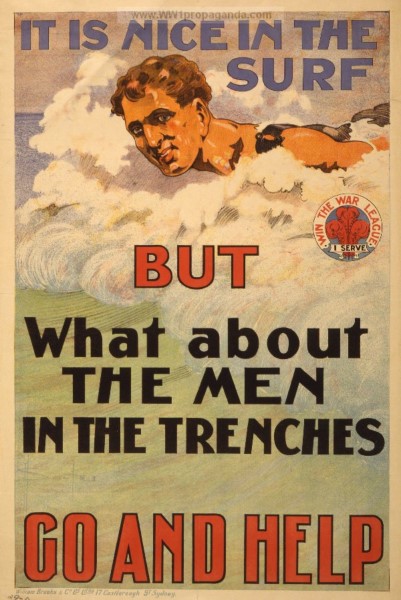 www.WW1propaganda.com
IT IS NICE IN THE
SURF
WIN THE WAR LEAGUE
I SERVE
BUT
What about
THE MEN
IN THE TRENCHES
GO AND HELP